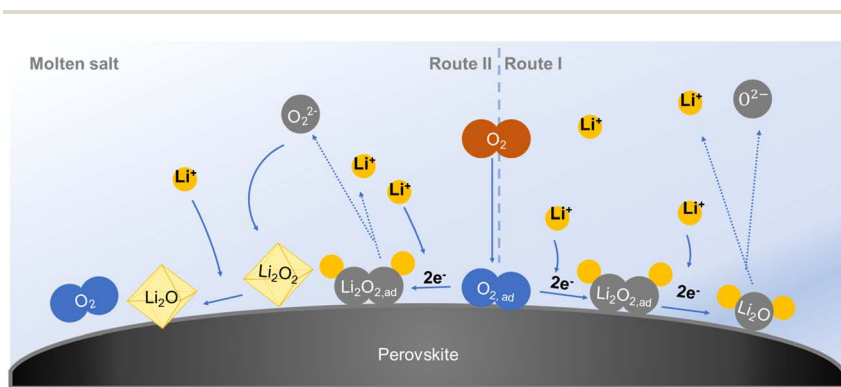 Molten salt
Route II
Route I
O₂²⁻
Li⁺
Li⁺
Li⁺
O₂
Li⁺
Li⁺
O²⁻
Li⁺
Li⁺
O₂
Li₂O
Li₂O₂
Li₂O₂,ad
2e⁻
O₂, ad
2e⁻
Li₂O₂,ad
2e⁻
Li₂O
Perovskite